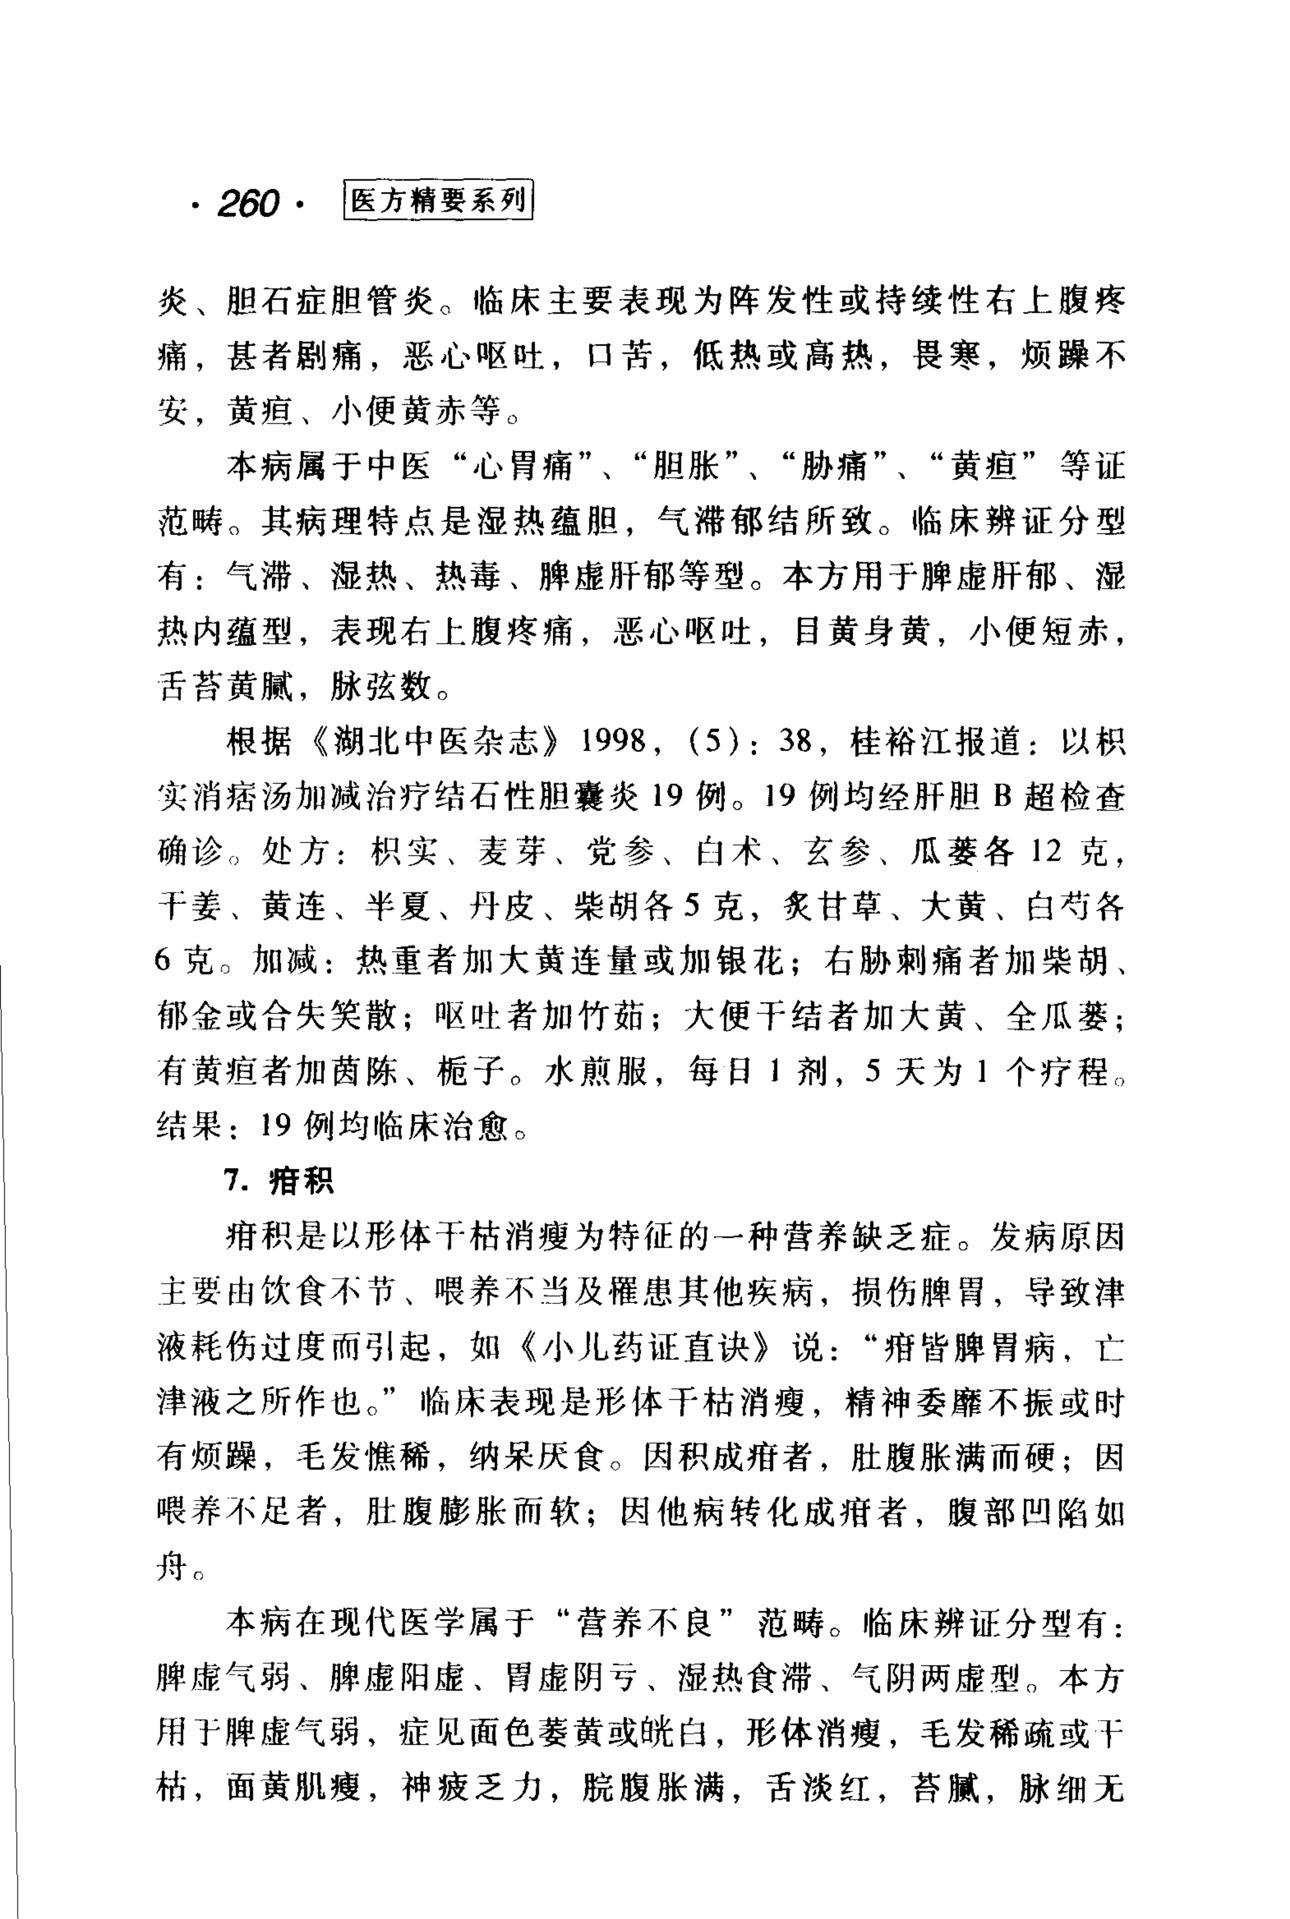 ·260· 医方精要系列
炎、胆石症胆管炎。临床主要表现为阵发性或持续性右上腹疼
痛，甚者剧痛，恶心呕吐，口苦，低热或高热，畏寒，烦躁不
安，黄疸、小便黄赤等。
本病属于中医“心胃痛”、“胆胀”、“胁痛”、“黄疸”等证
范畴。其病理特点是湿热蕴胆，气滞郁结所致。临床辨证分型
有：气滞、湿热、热毒、脾虚肝郁等型。本方用于脾虚肝郁、湿
热内蕴型，表现右上腹疼痛，恶心呕吐，目黄身黄，小便短赤，
舌苔黄腻，脉弦数。
根据《湖北中医杂志》1998，(5)：38，桂裕江报道：以枳
实消痞汤加减治疗结石性胆囊炎19例。19例均经肝胆B超检查
确诊。处方：枳实、麦芽、党参、白术、玄参、瓜蒌各12克，
干姜、黄连、半夏、丹皮、柴胡各5克，炙甘草、大黄、白芍各
6克。加减：热重者加大黄连量或加银花；右胁刺痛者加柴胡、
郁金或合失笑散；呕吐者加竹茹；大便干结者加大黄、全瓜蒌；
有黄疸者加茵陈、栀子。水煎服，每日1剂，5天为1个疗程。
结果：19例均临床治愈。
7. 疳积
疳积是以形体干枯消瘦为特征的一种营养缺乏症。发病原因
主要由饮食不节、喂养不当及罹患其他疾病，损伤脾胃，导致津
液耗伤过度而引起，如《小儿药证直诀》说：“疳皆脾胃病，亡
津液之所作也。”临床表现是形体干枯消瘦，精神委靡不振或时
有烦躁，毛发憔稀，纳呆厌食。因积成疳者，肚腹胀满而硬；因
喂养不足者，肚腹膨胀而软；因他病转化成疳者，腹部凹陷如
舟。
本病在现代医学属于“营养不良”范畴。临床辨证分型有：
脾虚气弱、脾虚阳虚、胃虚阴亏、湿热食滞、气阴两虚型。本方
用于脾虚气弱，症见面色萎黄或㿠白，形体消瘦，毛发稀疏或干
枯，面黄肌瘦，神疲乏力，脘腹胀满，舌淡红，苔腻，脉细无